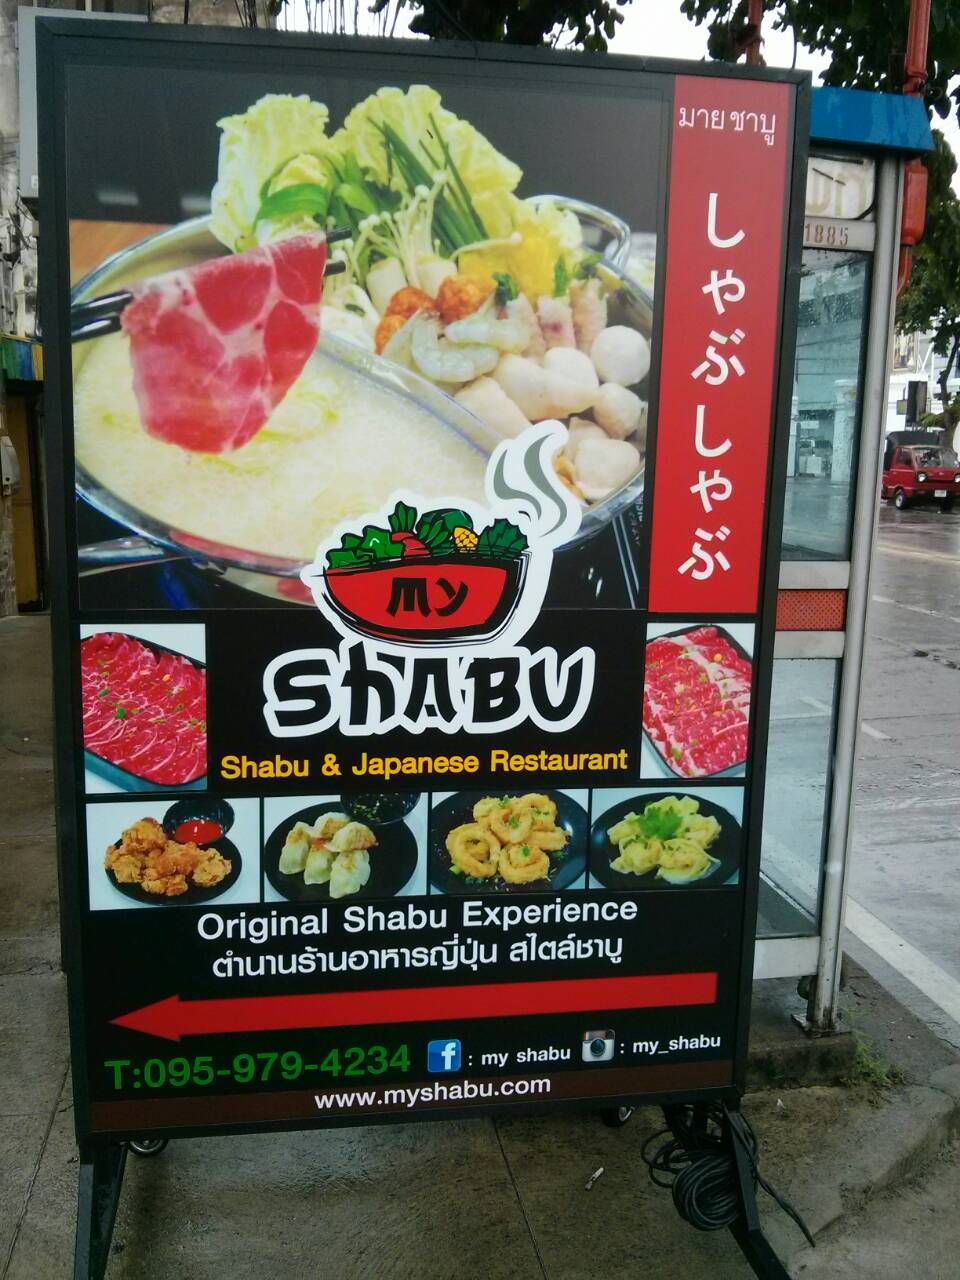 มาย ชาบู
しゃぶしゃぶ
MY
ShABU
Shabu & Japanese Restaurant
Original Shabu Experience
ตำนานร้านอาหารญี่ปุ่น สไตล์ชาบู
T:095-979-4234
f : my shabu
: my_shabu
www.myshabu.com
1885